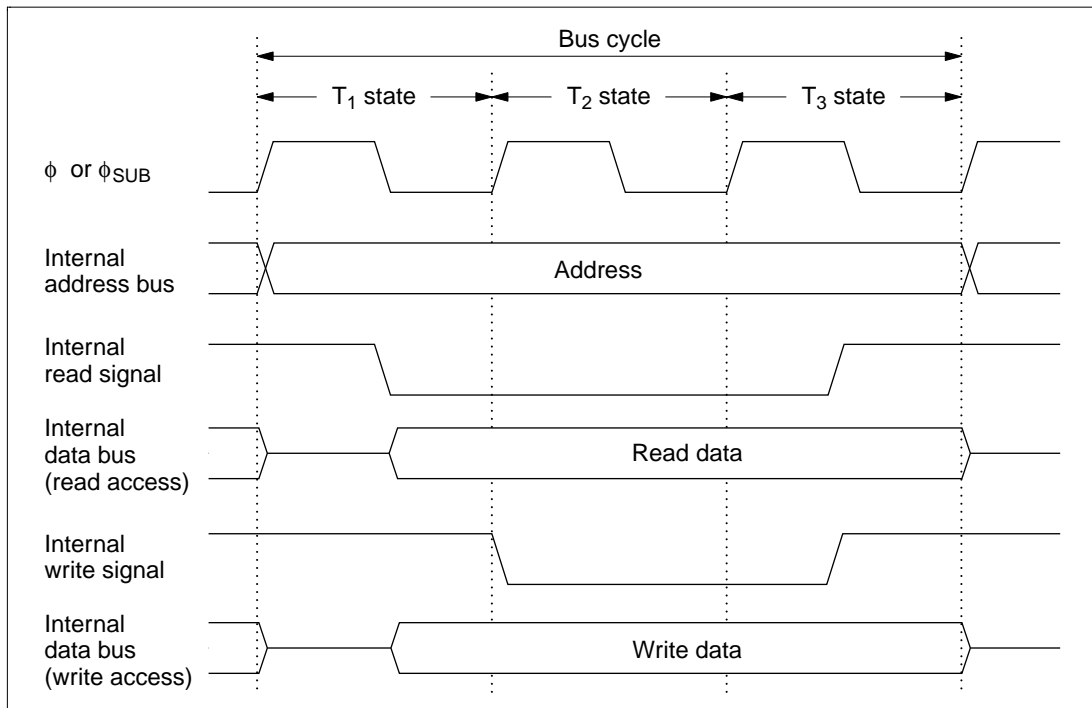 Bus cycle
T₁ state
T₂ state
T₃ state
ϕ or ϕSUB
Internal
address bus
Address
Internal
read signal
Internal
data bus
(read access)
Read data
Internal
write signal
Internal
data bus
(write access)
Write data